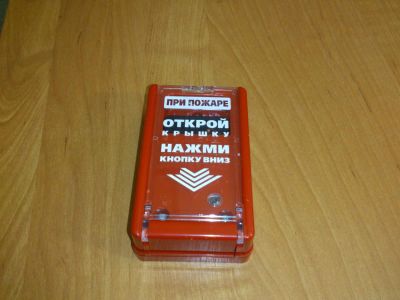 ПРИ ПОЖАРЕ
ОТКРОЙ
КРЫШКУ
НАЖМИ
КНОПКУ ВНИЗ